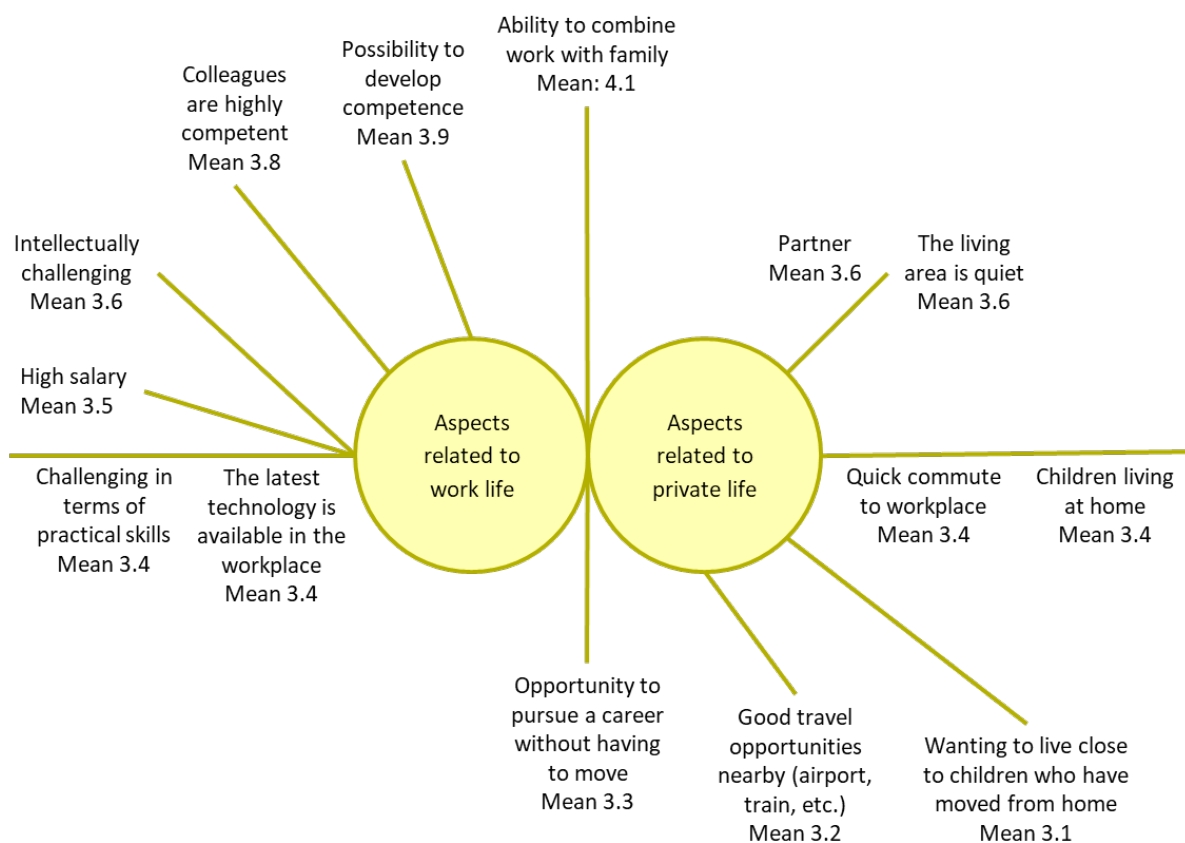 Ability to combine
work with family
Mean: 4.1
Possibility to
develop
competence
Mean 3.9
Colleagues
are highly
competent
Mean 3.8
Intellectually
challenging
Mean 3.6
High salary
Mean 3.5
Challenging in
terms of
practical skills
Mean 3.4
The latest
technology is
available in the
workplace
Mean 3.4
Aspects
related to
work life
Aspects
related to
private life
Partner
Mean 3.6
The living
area is quiet
Mean 3.6
Quick commute
to workplace
Mean 3.4
Children living
at home
Mean 3.4
Opportunity to
pursue a career
without having
to move
Mean 3.3
Good travel
opportunities
nearby (airport,
train, etc.)
Mean 3.2
Wanting to live close
to children who have
moved from home
Mean 3.1